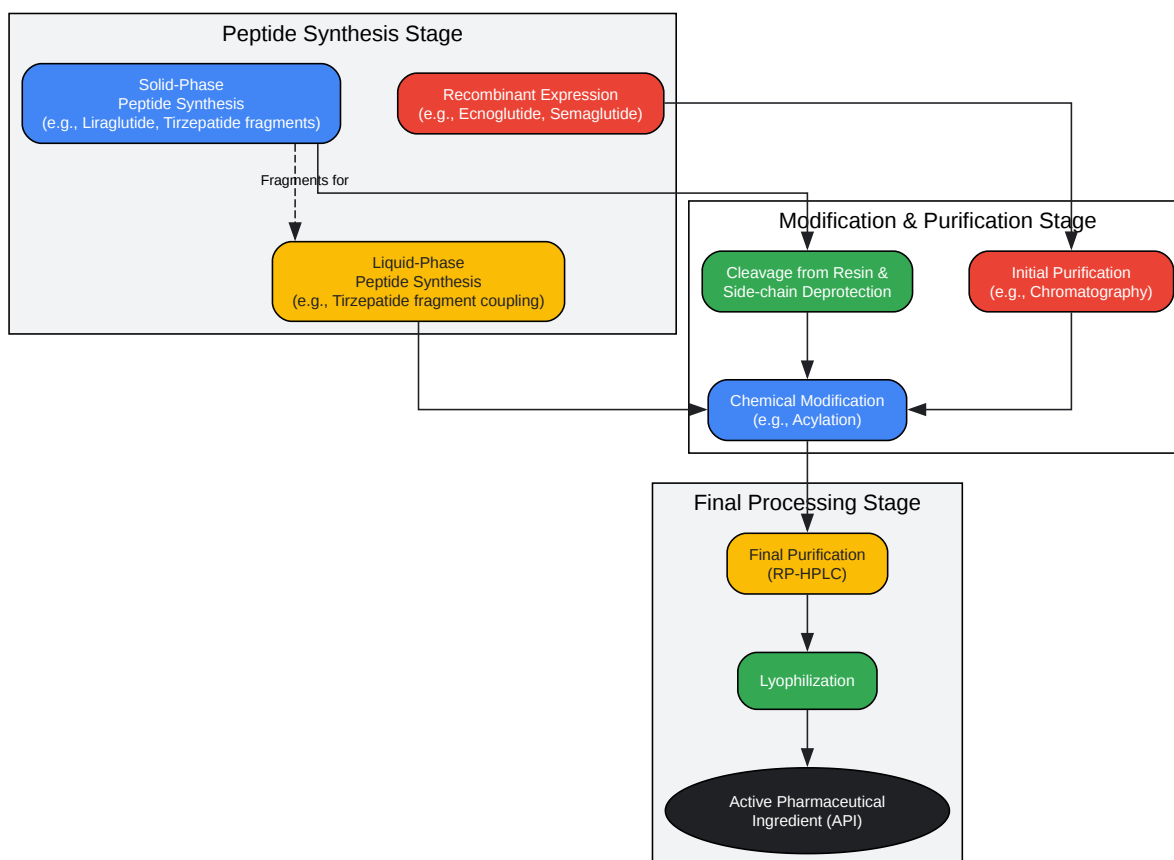 Peptide Synthesis Stage
Solid-Phase
Peptide Synthesis
(e.g., Liraglutide, Tirzepatide fragments)
Recombinant Expression
(e.g., Ecnoglutide, Semaglutide)
Fragments for
Liquid-Phase
Peptide Synthesis
(e.g., Tirzepatide fragment coupling)
Modification & Purification Stage
Cleavage from Resin &
Side-chain Deprotection
Initial Purification
(e.g., Chromatography)
Chemical Modification
(e.g., Acylation)
Final Processing Stage
Final Purification
(RP-HPLC)
Lyophilization
Active Pharmaceutical
Ingredient (API)